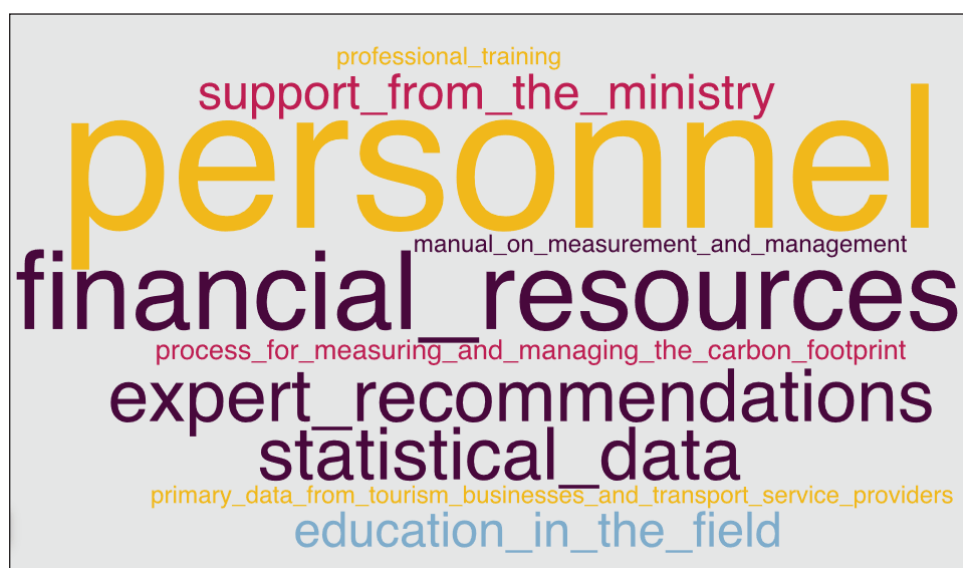 professional_training
support_from_the_ministry
personnel
manual_on_measurement_and_management
financial_resources
process_for_measuring_and_managing_the_carbon_footprint
expert_recommendations
statistical_data
primary_data_from_tourism_businesses_and_transport_service_providers
education_in_the_field